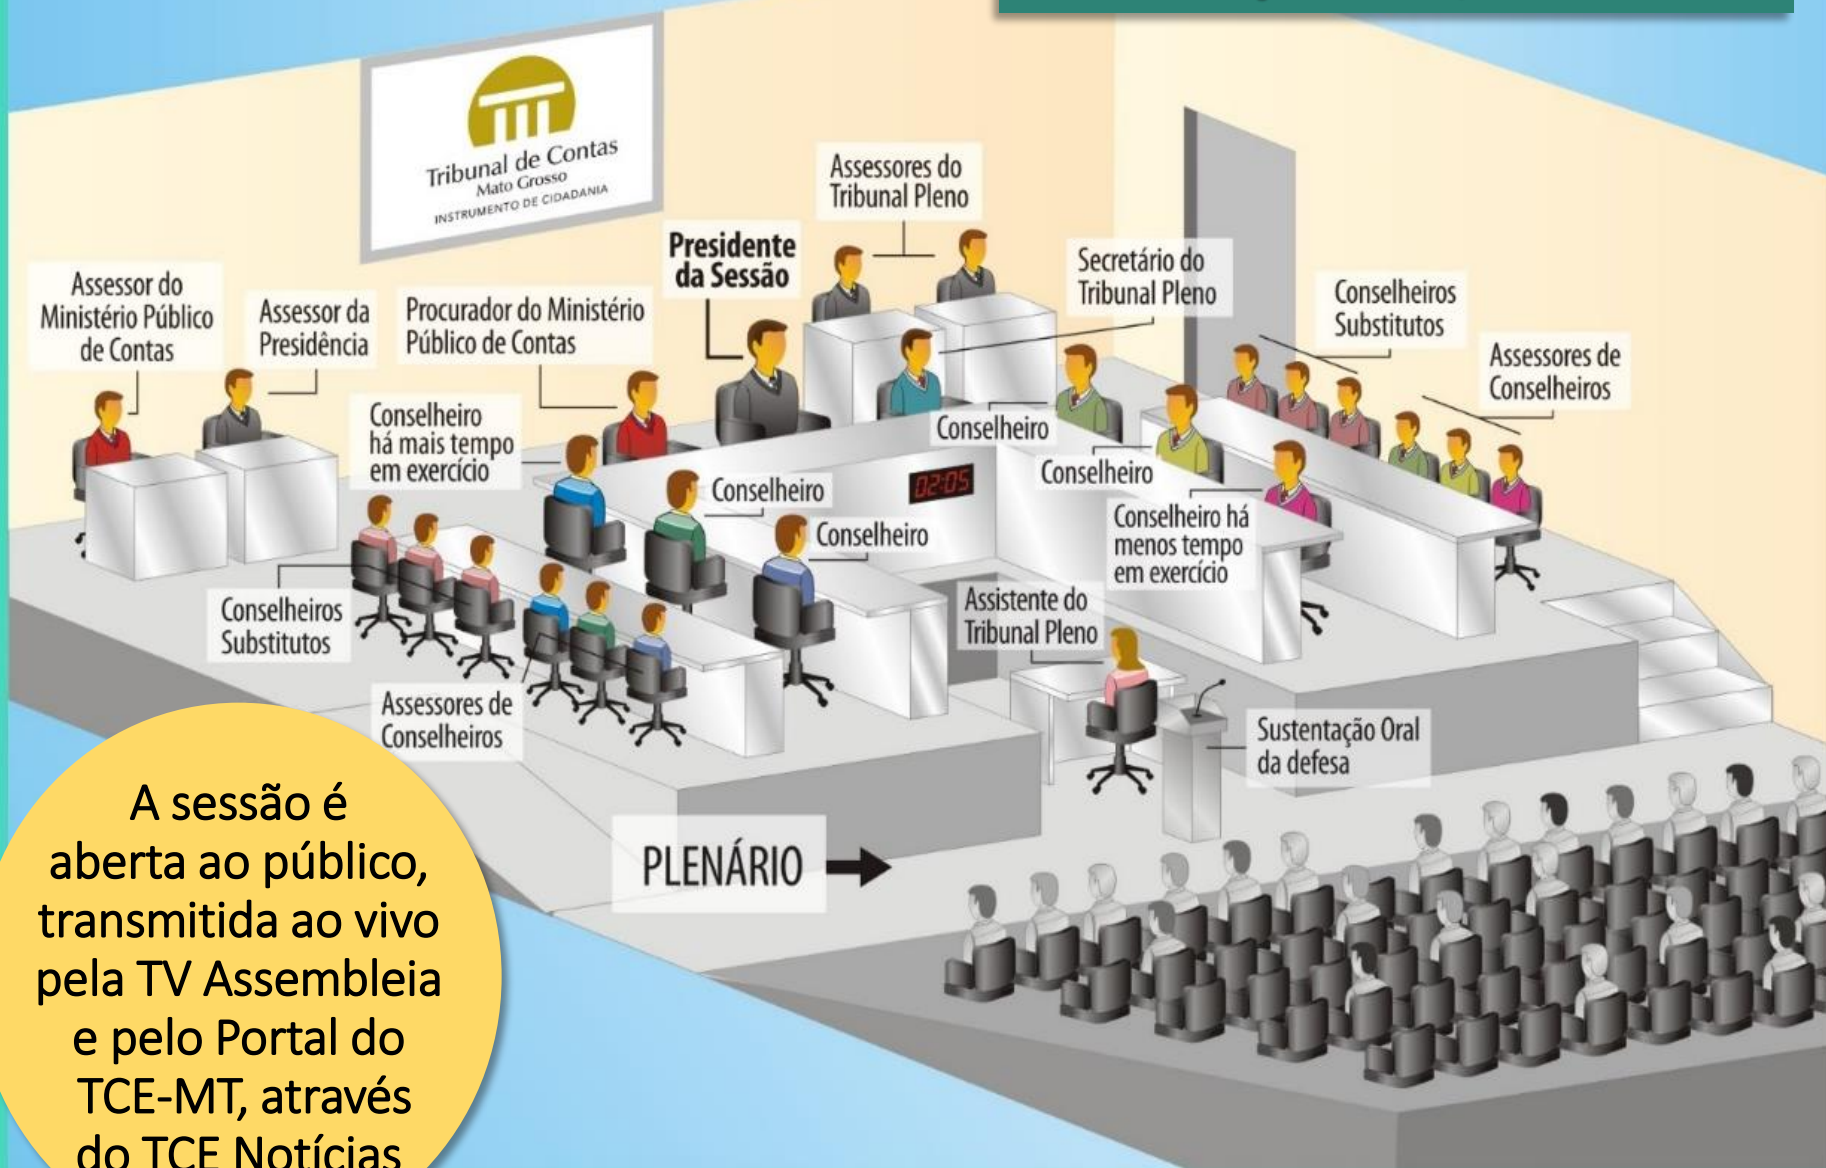 Tribunal de Contas
Mato Grosso
INSTRUMENTO DE CIDADANIA
Assessores do
Tribunal Pleno
Presidente
da Sessão
Secretário do
Tribunal Pleno
Assessor do
Ministério Público
de Contas
Assessor da
Presidência
Procurador do Ministério
Público de Contas
Conselheiros
Substitutos
Assessores de
Conselheiros
Conselheiro
há mais tempo
em exercício
Conselheiro
Conselheiro
Conselheiro
Conselheiro
02:05
Conselheiro há
menos tempo
em exercício
Conselheiros
Substitutos
Assistente do
Tribunal Pleno
Assessores de
Conselheiros
Sustentação Oral
da defesa
PLENÁRIO
A sessão é
aberta ao público,
transmitida ao vivo
pela TV Assembleia
e pelo Portal do
TCE-MT, através
do TCE Notícias